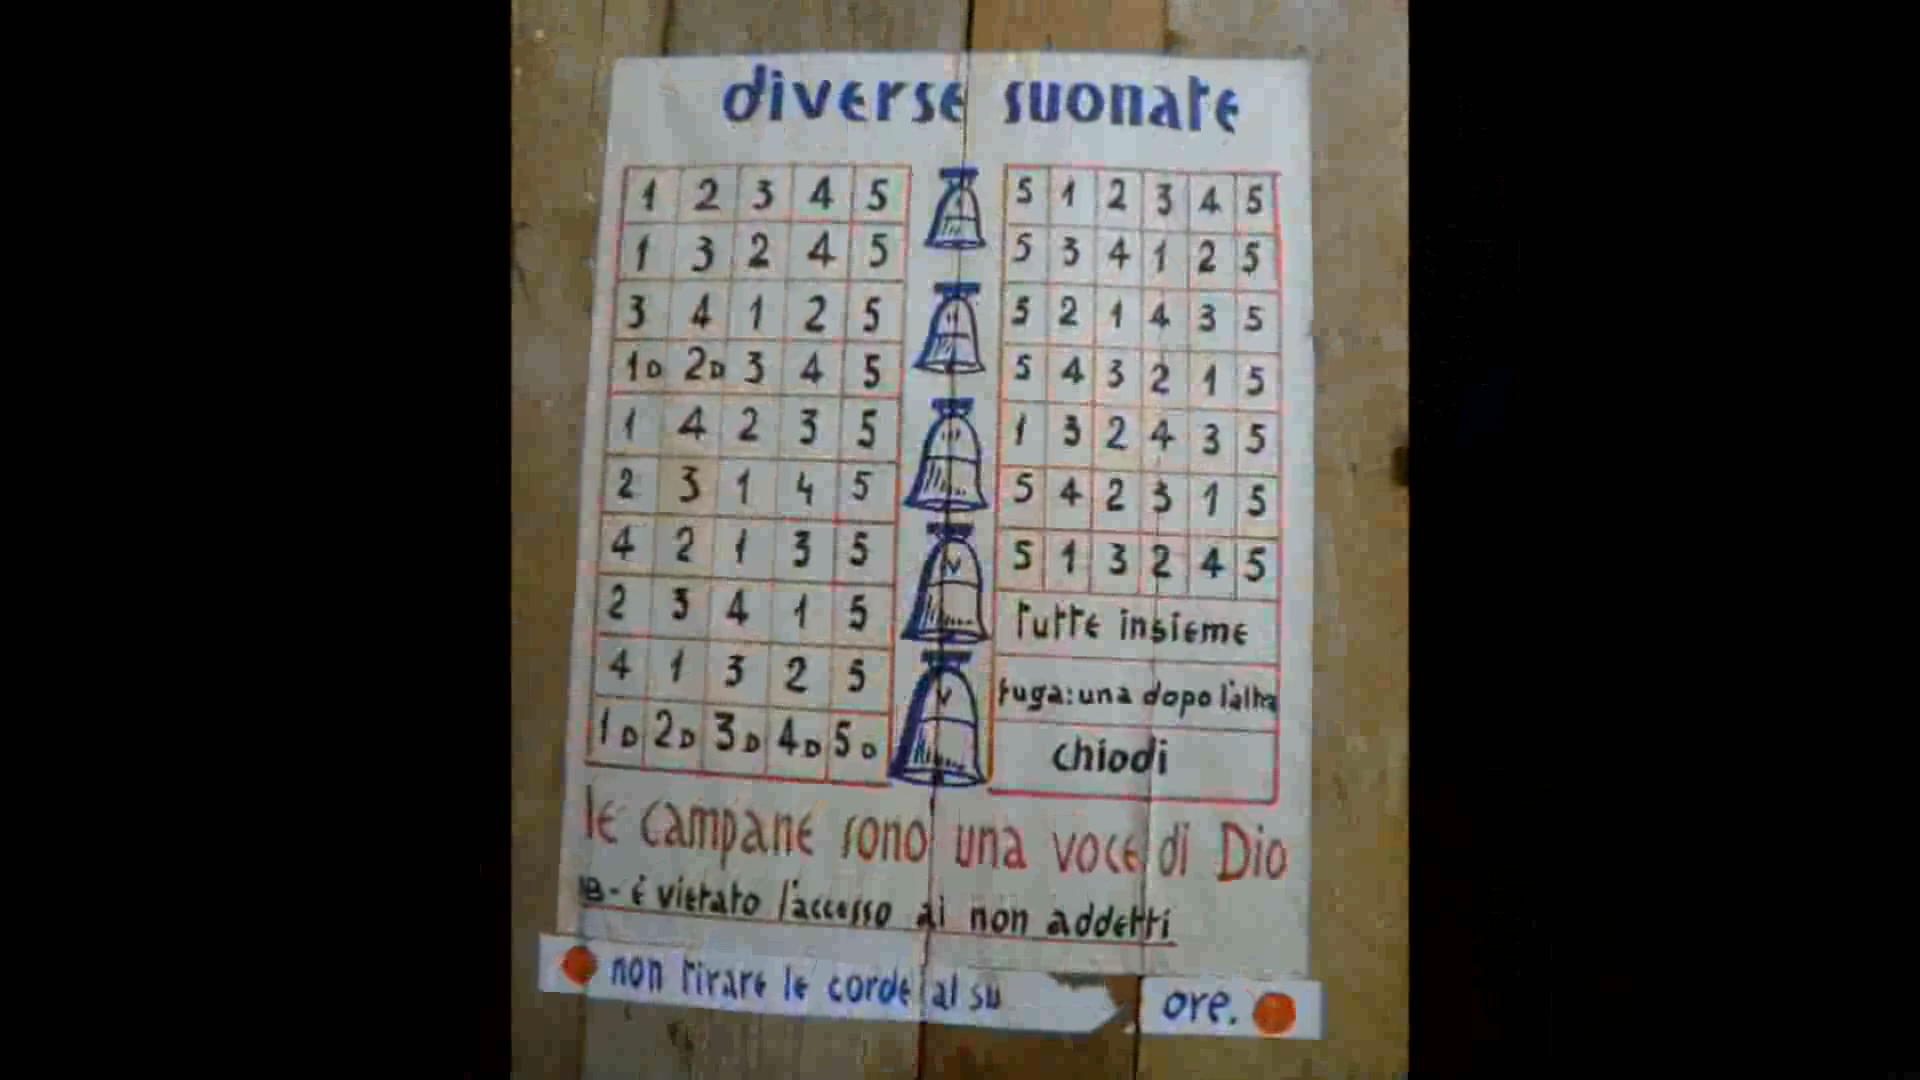 diverse suonate
1 2 3 4 5
1 3 2 4 5
3 4 1 2 5
1D 2D 3 4 5
1 4 2 3 5
2 3 1 4 5
4 2 1 3 5
2 3 4 1 5
4 1 3 2 5
1D 2D 3D 4D 5D
5 1 2 3 4 5
5 3 4 1 2 5
5 2 1 4 3 5
5 4 3 2 1 5
1 3 2 4 3 5
5 4 2 3 1 5
5 1 3 2 4 5
tutte insieme
fuga: una dopo l'altra
chiodi
le campane sono una voce di Dio
NB - è vietato l'accesso ai non addetti
non tirare le corde al su ore.